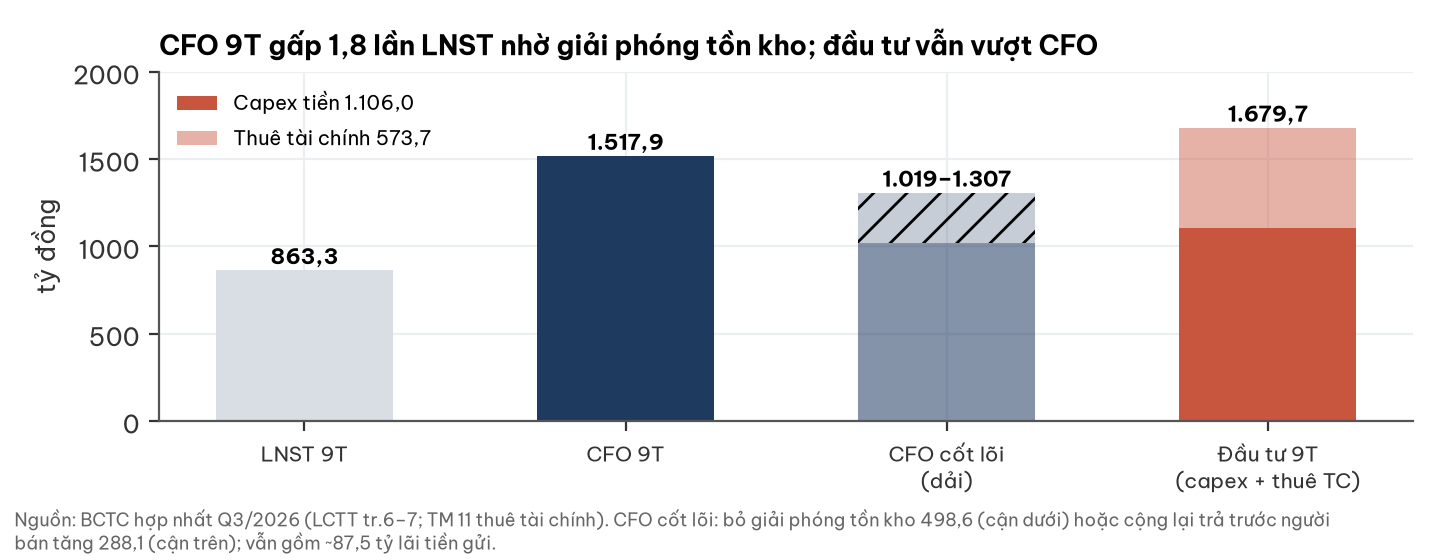 CFO 9T gấp 1,8 lần LNST nhờ giải phóng tồn kho; đầu tư vẫn vượt CFO
2000
1500
1000
500
0
tỷ đồng
Capex tiền 1.106,0
Thuê tài chính 573,7
863,3
1.517,9
1.019–1.307
1.679,7
LNST 9T
CFO 9T
CFO cốt lõi
(dải)
Đầu tư 9T
(capex + thuê TC)
Nguồn: BCTC hợp nhất Q3/2026 (LCTT tr.6–7; TM 11 thuê tài chính). CFO cốt lõi: bỏ giải phóng tồn kho 498,6 (cận dưới) hoặc cộng lại trả trước người
bán tăng 288,1 (cận trên); vẫn gồm ~87,5 tỷ lãi tiền gửi.